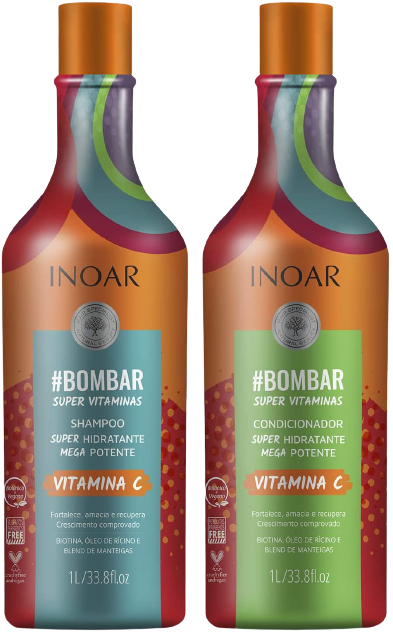 INOAR
#BOMBAR
SUPER VITAMINAS
SHAMPOO
SUPER HIDRATANTE
MEGA POTENTE
VITAMINA C
Fortalece, amacia e recupera
Crescimento comprovado
BIOTINA, ÓLEO DE RÍCINO E
BLEND DE MANTEIGAS
1L/33.8fl.oz
Vegano
FREE
INOAR
#BOMBAR
SUPER VITAMINAS
CONDICIONADOR
SUPER HIDRATANTE
MEGA POTENTE
VITAMINA C
Fortalece, amacia e recupera
Crescimento comprovado
BIOTINA, ÓLEO DE RÍCINO E
BLEND DE MANTEIGAS
1L/33.8fl.oz
Vegano
FREE